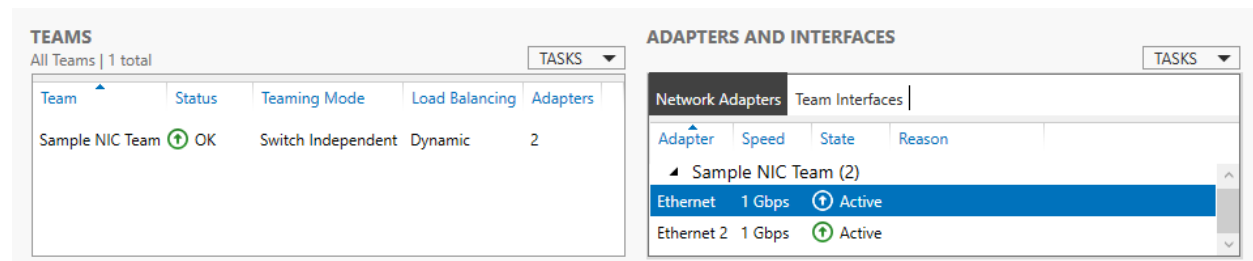 TEAMS
All Teams | 1 total
TASKS
Team Status Teaming Mode Load Balancing Adapters
Sample NIC Team OK Switch Independent Dynamic 2
ADAPTERS AND INTERFACES
TASKS
Network Adapters Team Interfaces
Adapter Speed State Reason
Sample NIC Team (2)
Ethernet 1 Gbps Active
Ethernet 2 1 Gbps Active